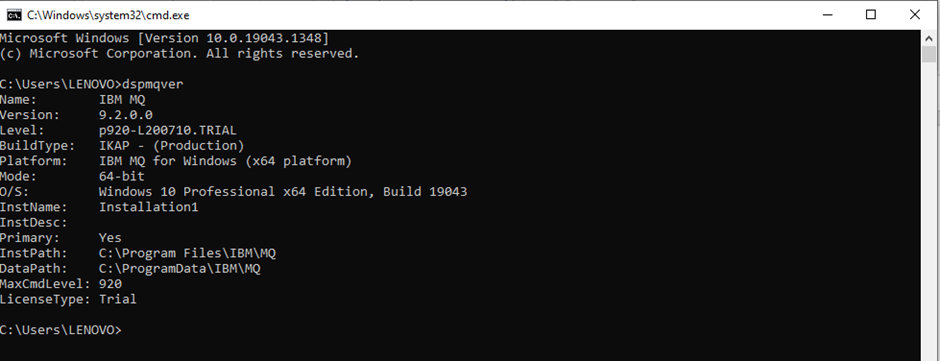 C:\Windows\system32\cmd.exe
Microsoft Windows [Version 10.0.19043.1348]
(c) Microsoft Corporation. All rights reserved.
C:\Users\LENOVO>dspmqver
Name: IBM MQ
Version: 9.2.0.0
Level: p920-L200710.TRIAL
BuildType: IKAP - (Production)
Platform: IBM MQ for Windows (x64 platform)
Mode: 64-bit
O/S: Windows 10 Professional x64 Edition, Build 19043
InstName: Installation1
InstDesc:
Primary: Yes
InstPath: C:\Program Files\IBM\MQ
DataPath: C:\ProgramData\IBM\MQ
MaxCmdLevel: 920
LicenseType: Trial
C:\Users\LENOVO>